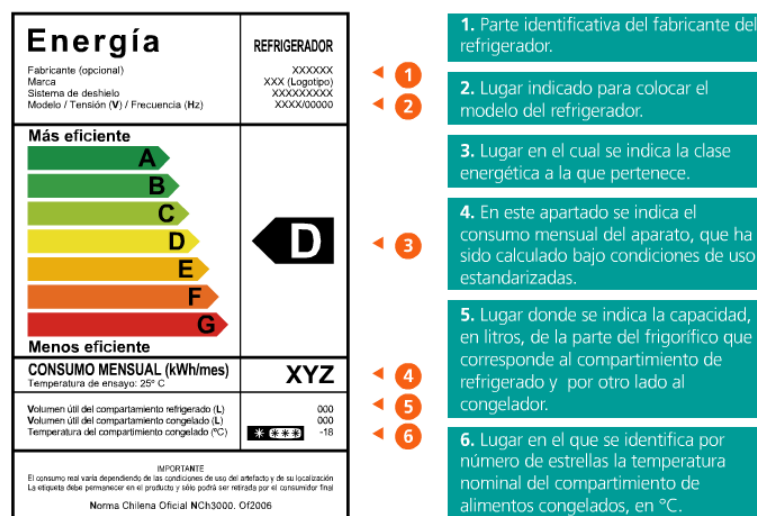 Energía
REFRIGERADOR
Fabricante (opcional) XXXXXX
Marca XXX (Logotipo)
Sistema de deshielo XXXXXXXXX
Modelo / Tensión (V) / Frecuencia (Hz) XXXX/00000
1
2
Más eficiente
A
B
C
D
E
F
G
Menos eficiente
D
3
CONSUMO MENSUAL (kWh/mes) XYZ
Temperatura de ensayo: 25º C
4
Volumen útil del compartamiento refrigerado (L) 000
Volumen útil del compartamiento congelado (L) 000
Temperatura del compartimiento congelado (ºC) -18
5
6
IMPORTANTE
El consumo real varía dependiendo de las condiciones de uso del artefacto y de su localización
La etiqueta debe permanecer en el producto y sólo podrá ser retirada por el consumidor final
Norma Chilena Oficial NCh3000. Of2006
1. Parte identificativa del fabricante del
refrigerador.
2. Lugar indicado para colocar el
modelo del refrigerador.
3. Lugar en el cual se indica la clase
energética a la que pertenece.
4. En este apartado se indica el
consumo mensual del aparato, que ha
sido calculado bajo condiciones de uso
estandarizadas.
5. Lugar donde se indica la capacidad,
en litros, de la parte del frigorífico que
corresponde al compartimiento de
refrigerado y por otro lado al
congelador.
6. Lugar en el que se identifica por
número de estrellas la temperatura
nominal del compartimiento de
alimentos congelados, en °C.